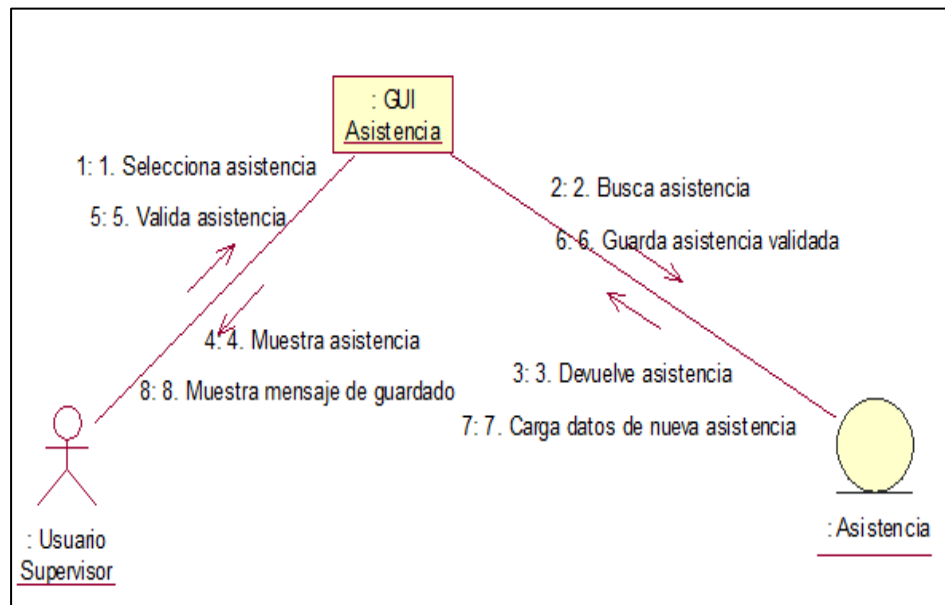 : GUI
Asistencia
1: 1. Selecciona asistencia
5: 5. Valida asistencia
2: 2. Busca asistencia
6: 6. Guarda asistencia validada
4: 4. Muestra asistencia
8: 8. Muestra mensaje de guardado
3: 3. Devuelve asistencia
7: 7. Carga datos de nueva asistencia
: Usuario
Supervisor
: Asistencia